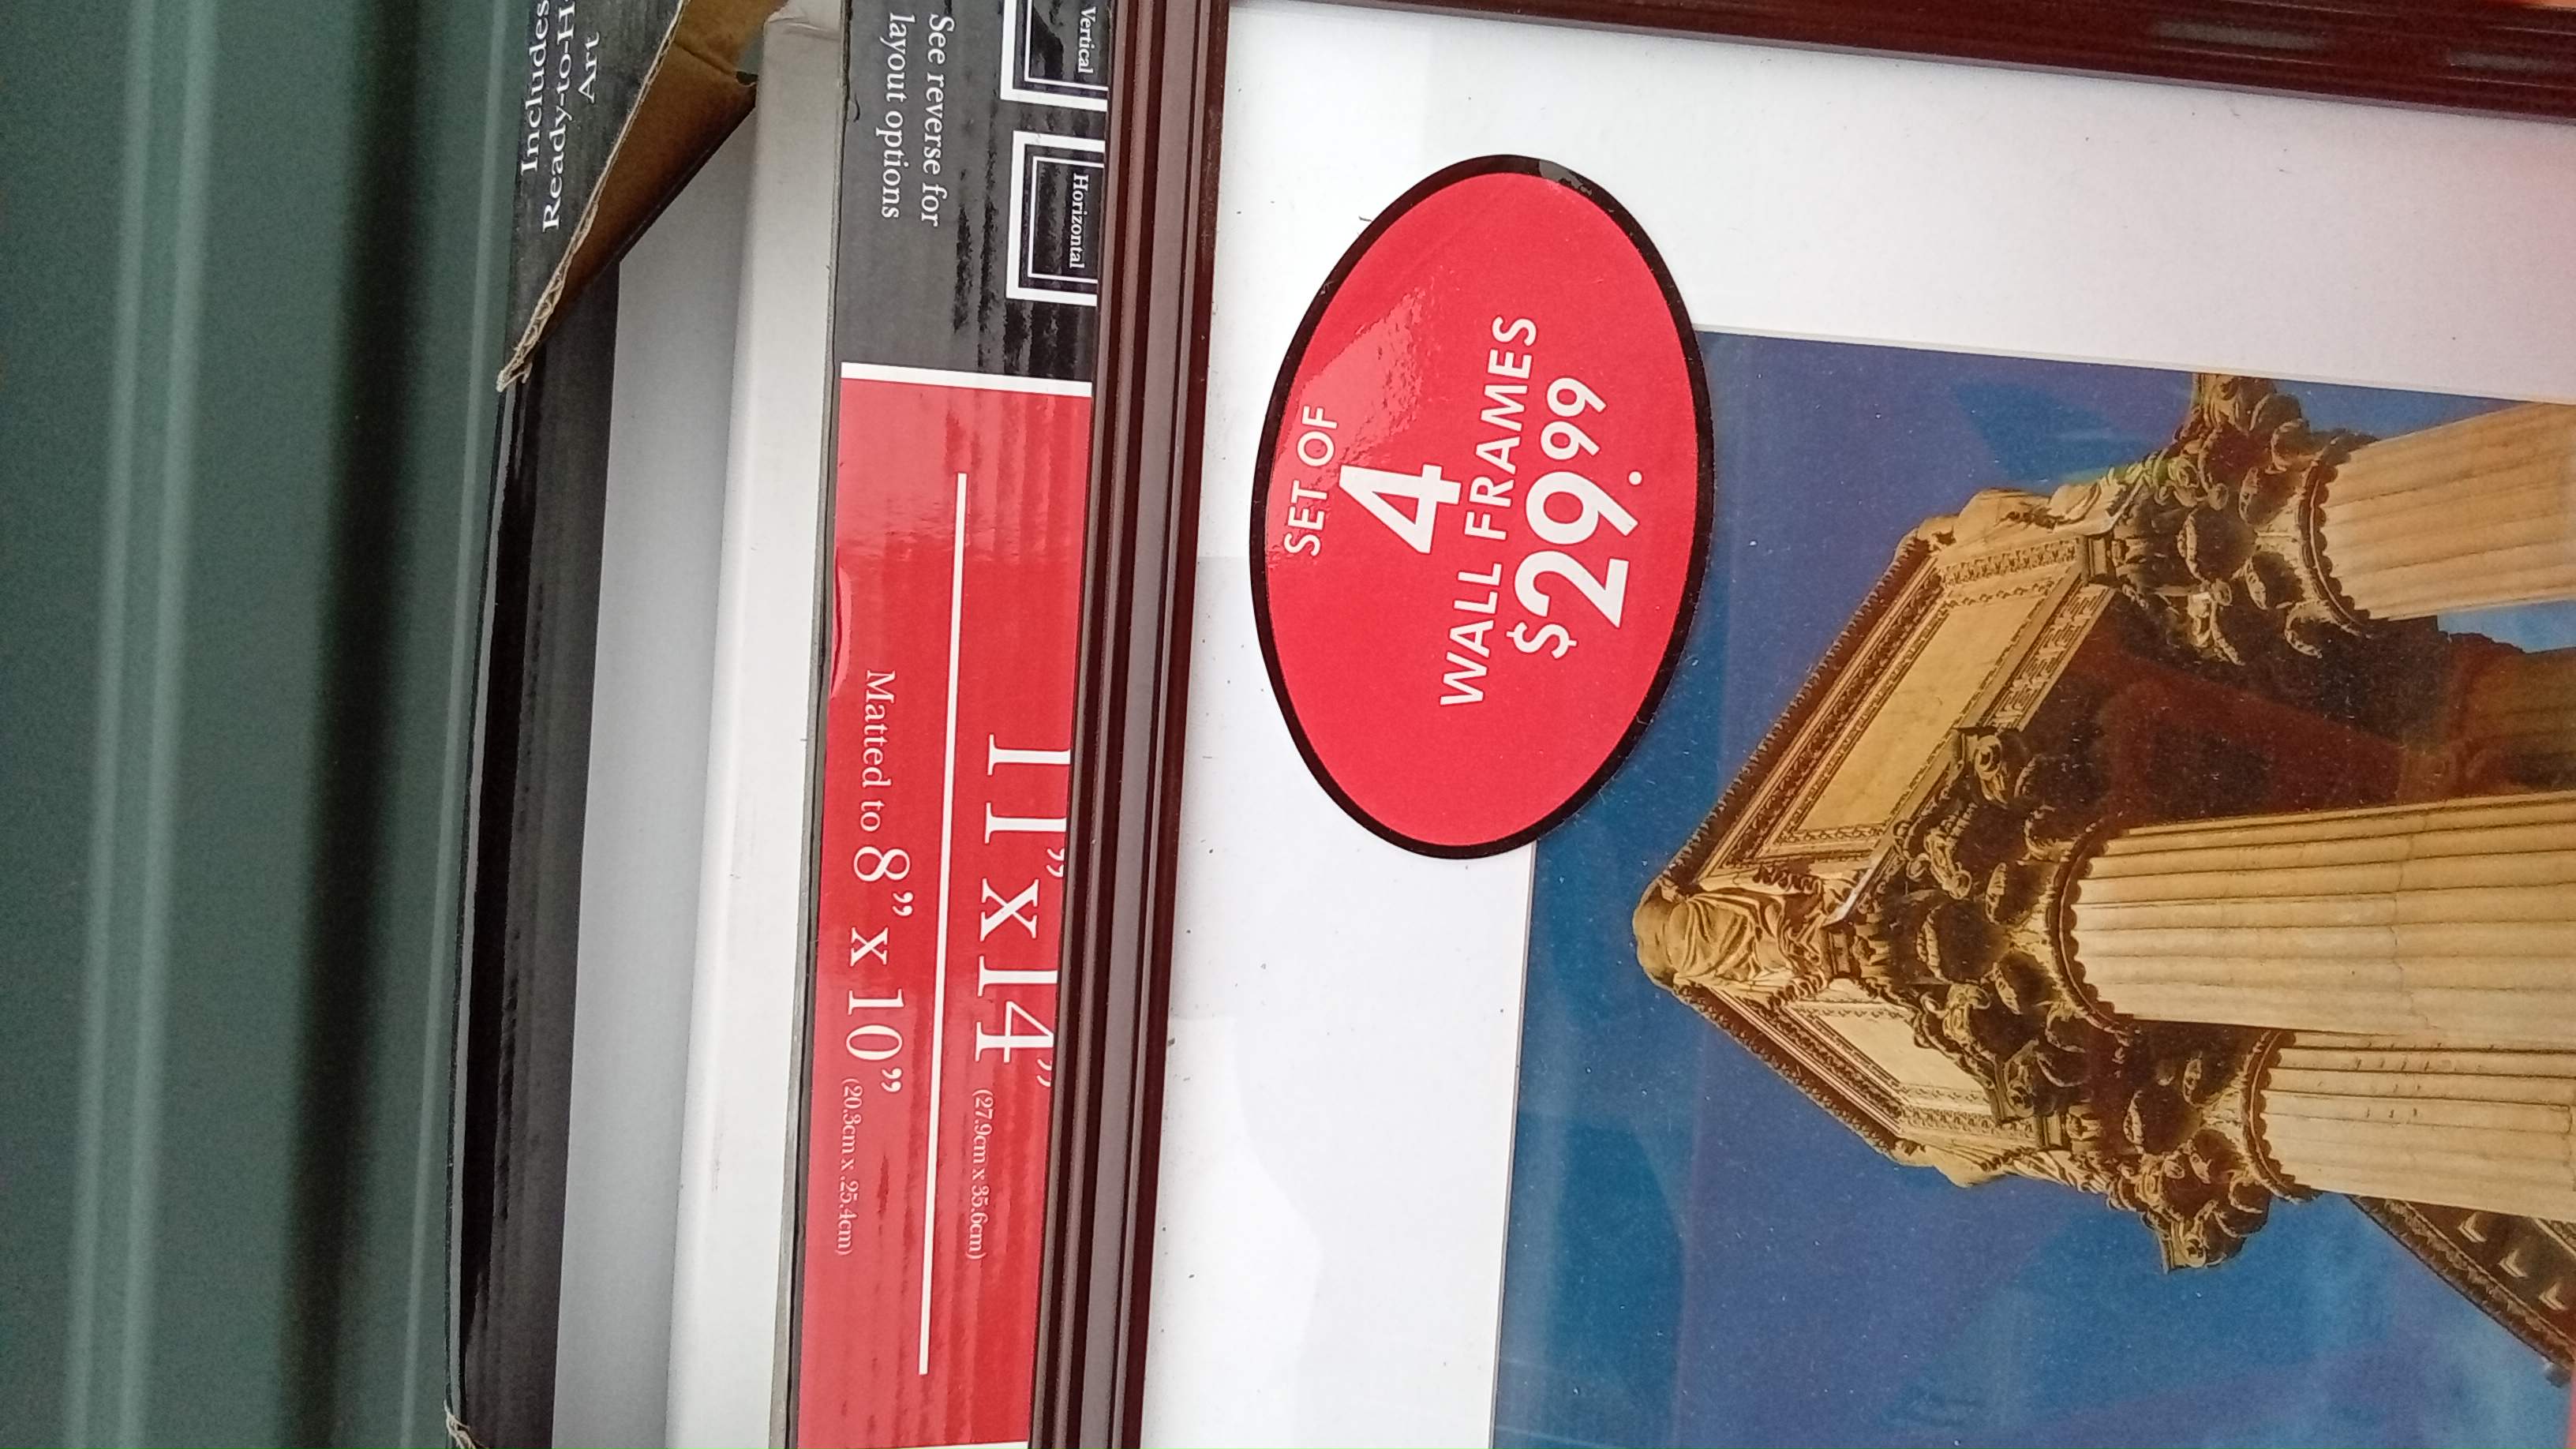 Includes
Art
See reverse for
layout options
Vertical
Horizontal
11” x 14” (27.9cm x 35.6cm)
Matted to 8” x 10” (20.3cm x .25.4cm)
SET OF
4
WALL FRAMES
$29.99